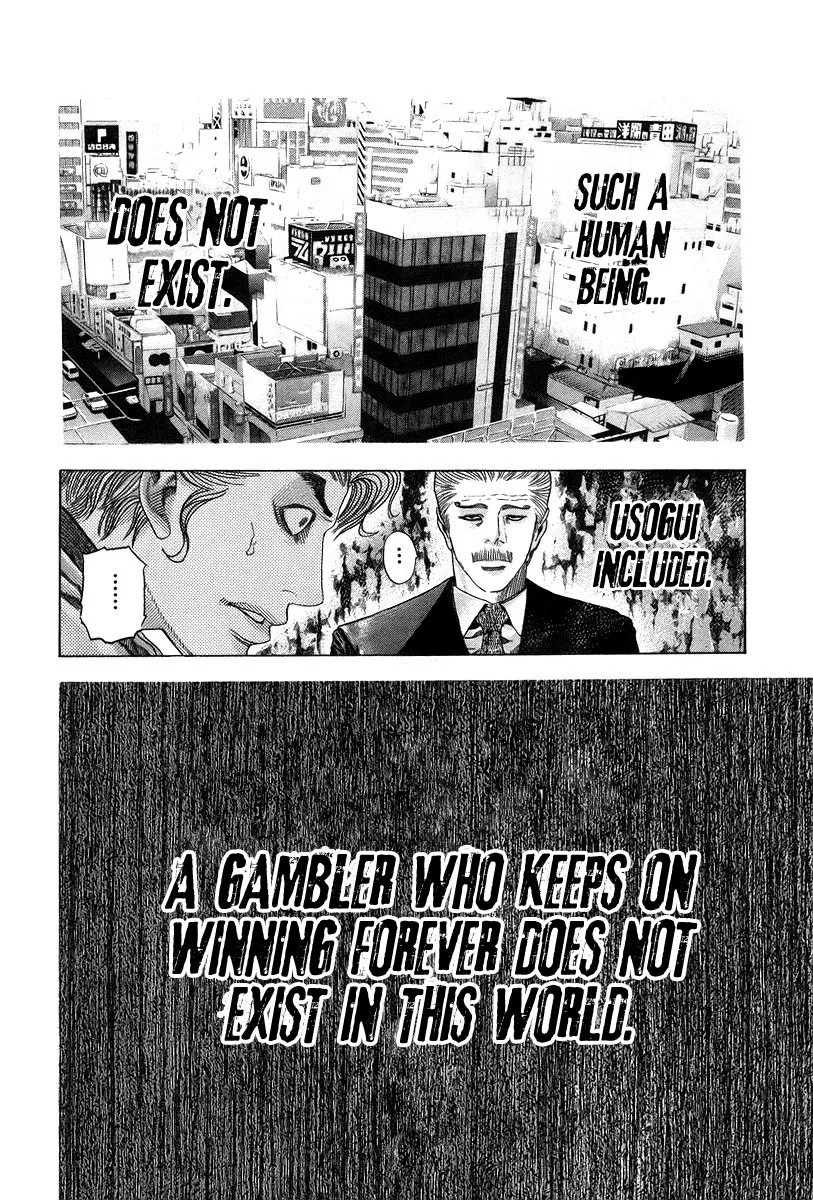 SUCH A
HUMAN
BEING...
DOES NOT
EXIST.
USOGUI
INCLUDED.
...
......
A GAMBLER WHO KEEPS ON
WINNING FOREVER DOES NOT
EXIST IN THIS WORLD.